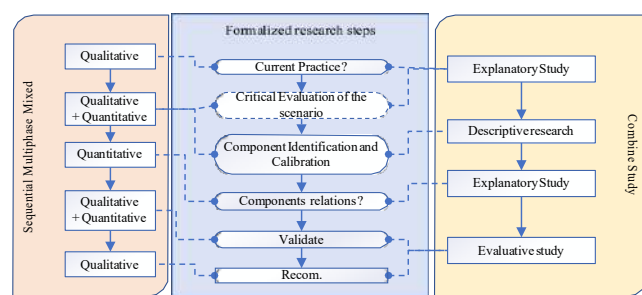 Formalized research steps
Sequential Multiphase Mixed
Qualitative
Qualitative
+ Quantitative
Quantitative
Qualitative
+ Quantitative
Qualitative
Current Practice?
Critical Evaluation of the
scenario
Component Identification and
Calibration
Components relations?
Validate
Recom.
Explanatory Study
Descriptive research
Explanatory Study
Evaluative study
Combine Study